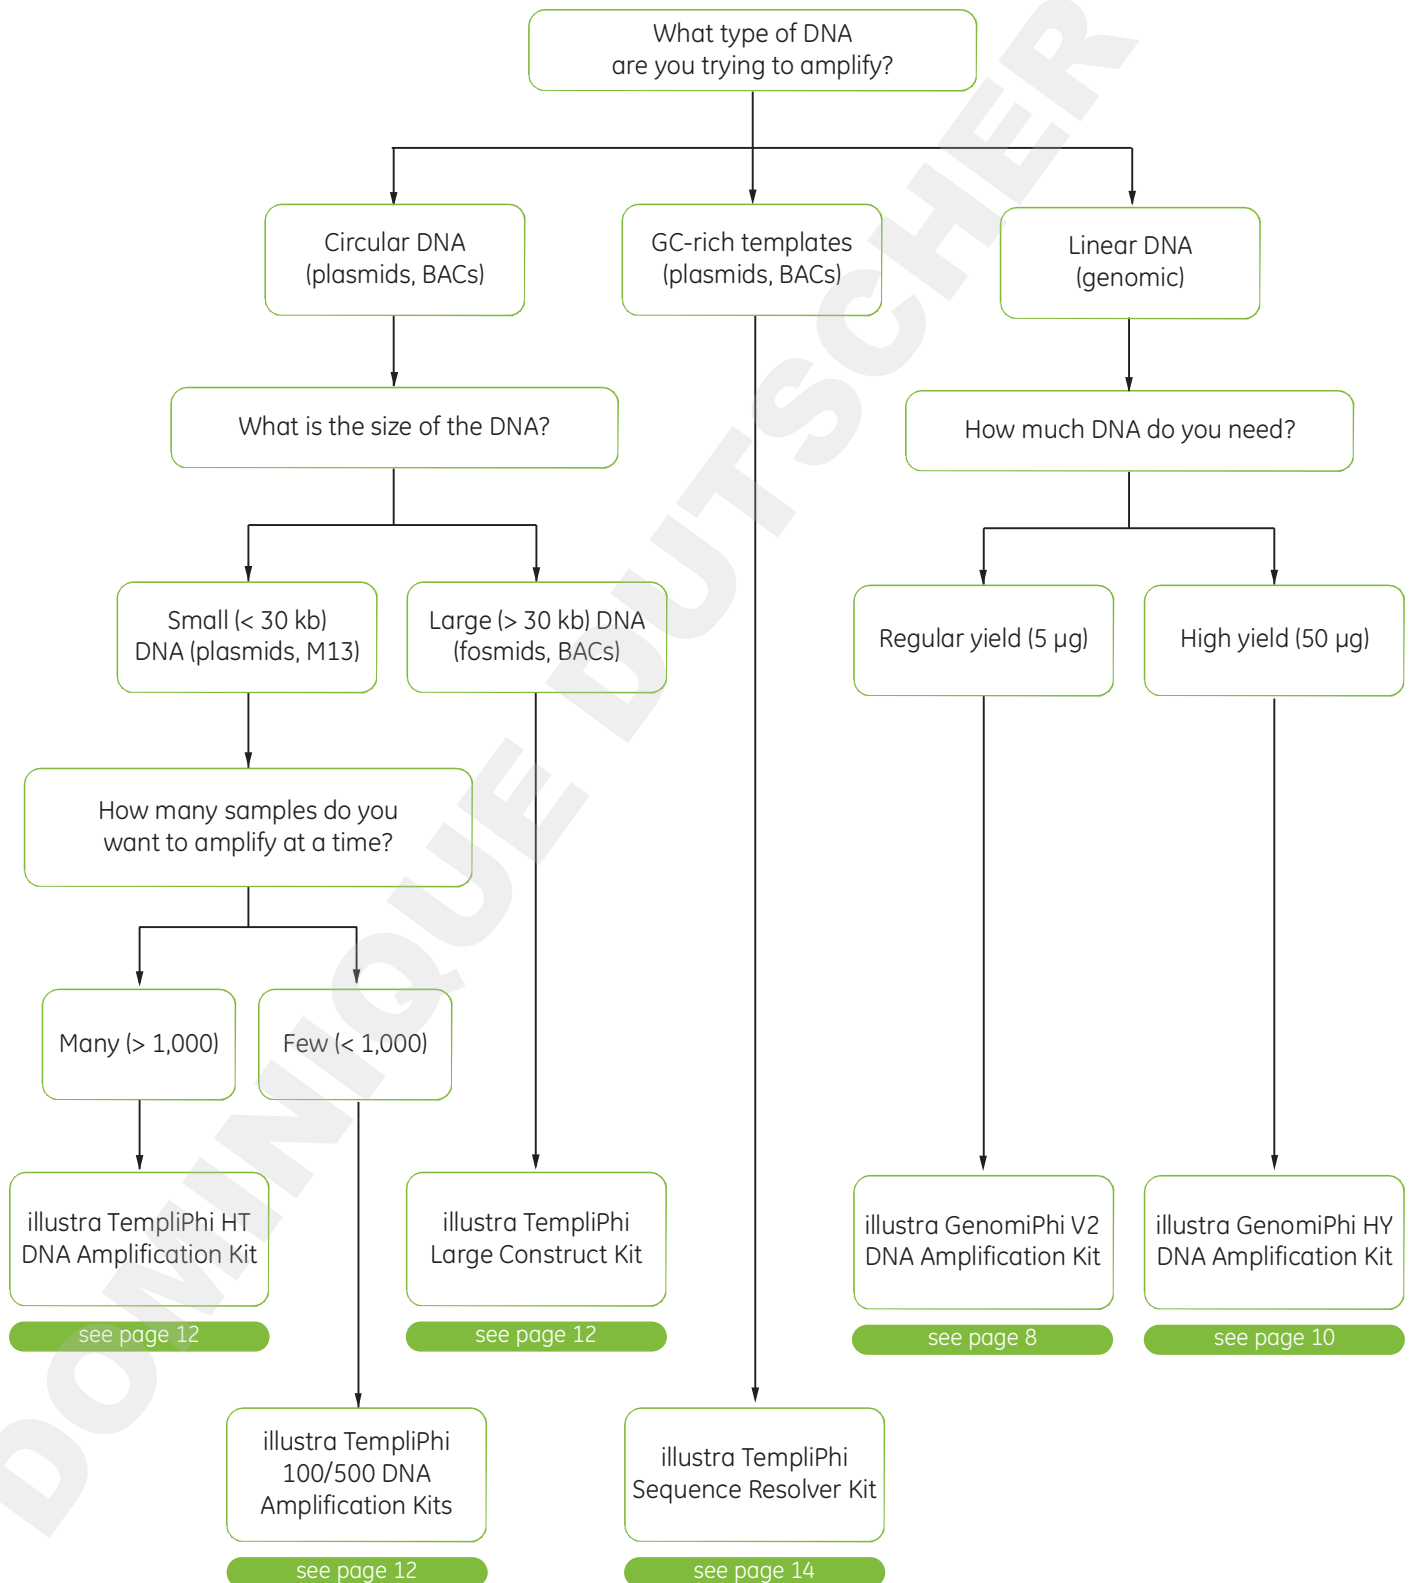 What type of DNA
are you trying to amplify?
Circular DNA
(plasmids, BACs)
GC-rich templates
(plasmids, BACs)
Linear DNA
(genomic)
What is the size of the DNA?
How much DNA do you need?
Small (< 30 kb)
DNA (plasmids, M13)
Large (> 30 kb) DNA
(fosmids, BACs)
Regular yield (5 µg)
High yield (50 µg)
How many samples do you
want to amplify at a time?
Many (> 1,000)
Few (< 1,000)
illustra TempliPhi HT
DNA Amplification Kit
see page 12
illustra TempliPhi
Large Construct Kit
see page 12
illustra GenomiPhi V2
DNA Amplification Kit
see page 8
illustra GenomiPhi HY
DNA Amplification Kit
see page 10
illustra TempliPhi
100/500 DNA
Amplification Kits
see page 12
illustra TempliPhi
Sequence Resolver Kit
see page 14
DOMINIQUE DUTSCHER